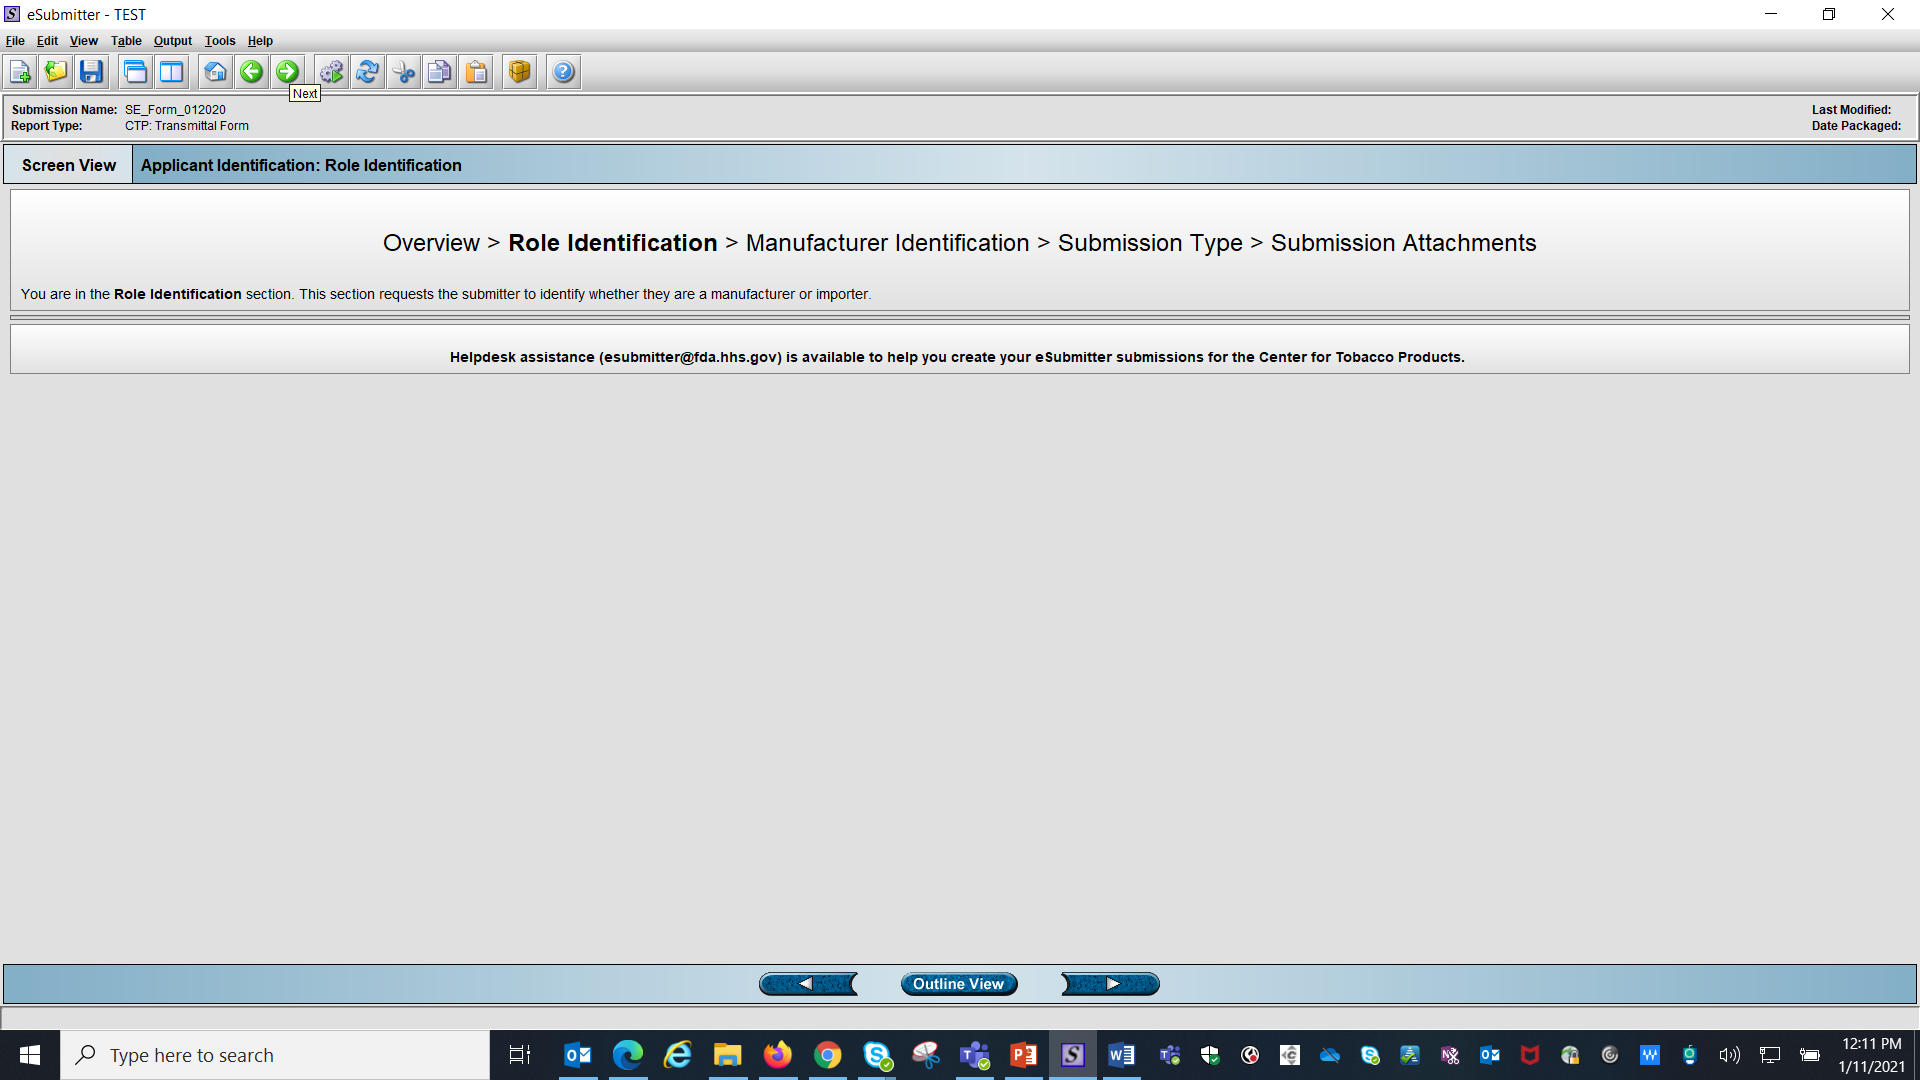 eSubmitter - TEST
File Edit View Table Output Tools Help
Next
Submission Name: SE_Form_012020
Last Modified:
Report Type: CTP: Transmittal Form
Date Packaged:
Screen View
Applicant Identification: Role Identification
Overview > Role Identification > Manufacturer Identification > Submission Type > Submission Attachments
You are in the Role Identification section. This section requests the submitter to identify whether they are a manufacturer or importer.
Helpdesk assistance (esubmitter@fda.hhs.gov) is available to help you create your eSubmitter submissions for the Center for Tobacco Products.
Outline View
Type here to search
12:11 PM
1/11/2021